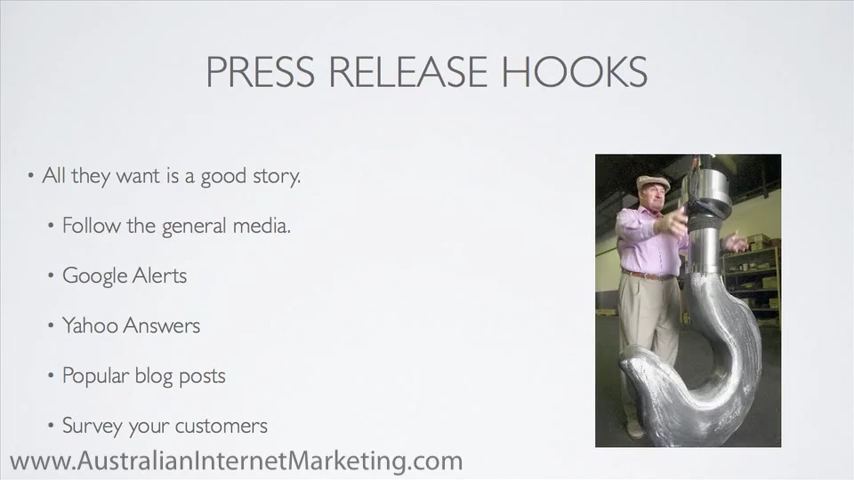 PRESS RELEASE HOOKS
• All they want is a good story.
• Follow the general media.
• Google Alerts
• Yahoo Answers
• Popular blog posts
• Survey your customers
www.AustralianInternetMarketing.com